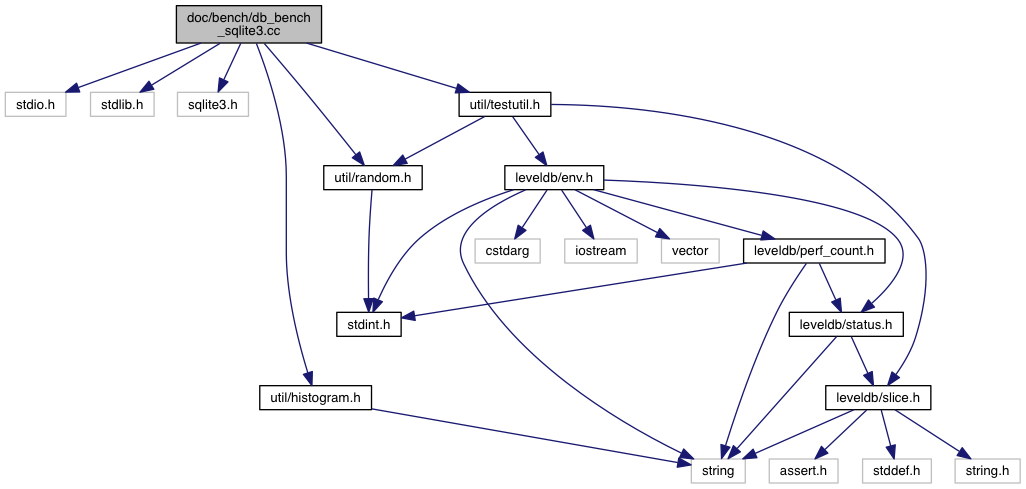 doc/bench/db_bench
_sqlite3.cc
stdio.h
stdlib.h
sqlite3.h
util/testutil.h
util/random.h
leveldb/env.h
cstdarg
iostream
vector
leveldb/perf_count.h
stdint.h
leveldb/status.h
util/histogram.h
leveldb/slice.h
string
assert.h
stddef.h
string.h